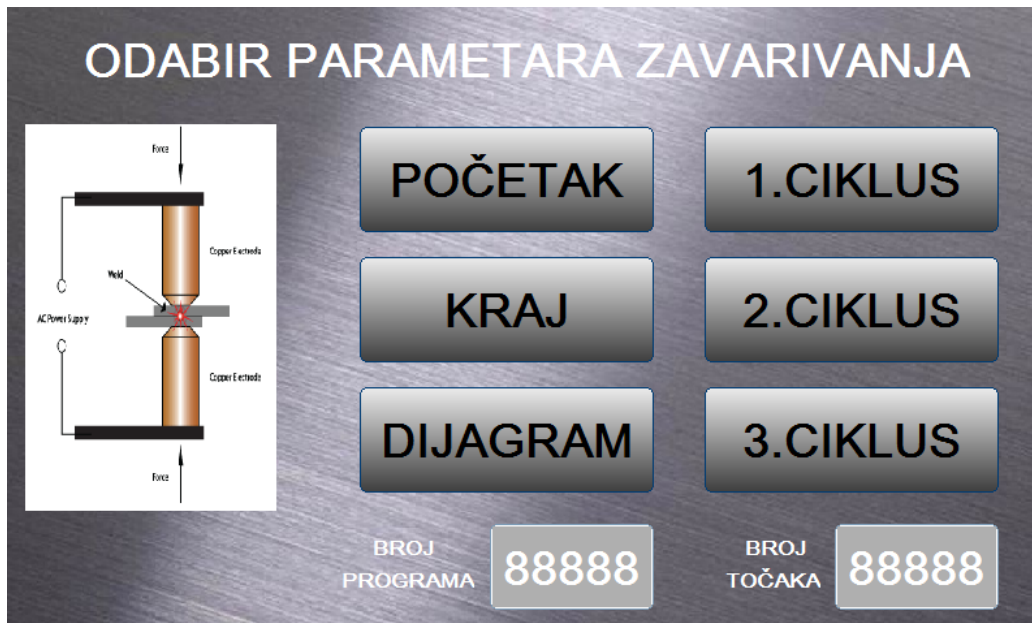 ODABIR PARAMETARA ZAVARIVANJA
Force
Copper Electrode
Weld
AC Power Supply
Copper Electrode
Force
POČETAK
1.CIKLUS
KRAJ
2.CIKLUS
DIJAGRAM
3.CIKLUS
BROJ
PROGRAMA
88888
BROJ
TOČAKA
88888